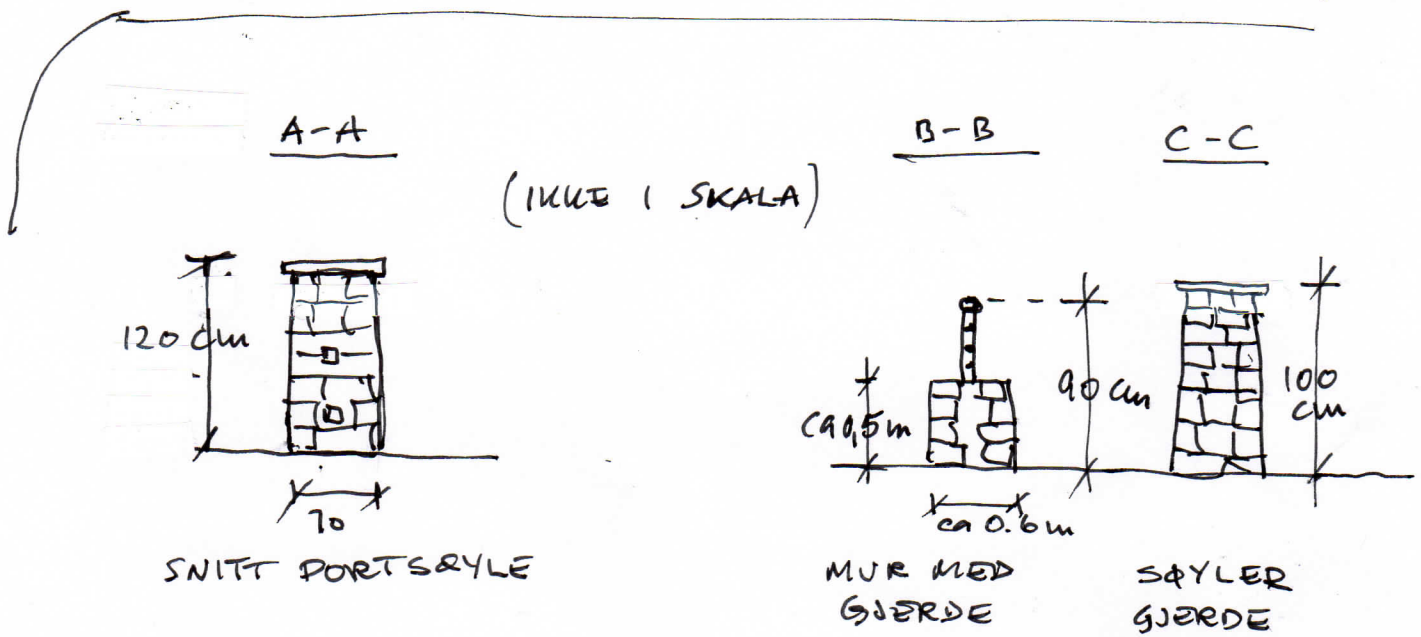 A-A
B-B
C-C
(IKKE I SKALA)
120 cm
70
SNITT PORTSØYLE
ca 0,5 m
90 cm
ca 0.6 m
MUR MED
GJERDE
100
cm
SØYLER
GJERDE